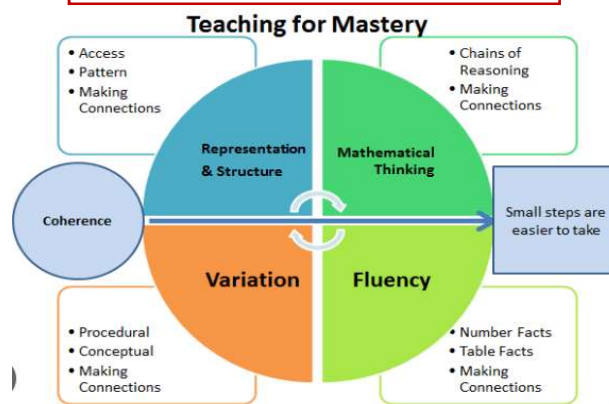 Teaching for Mastery
• Access
• Pattern
• Making
Connections
• Chains of
Reasoning
• Making
Connections
Representation
& Structure
Mathematical
Thinking
Coherence
Small steps are
easier to take
Variation
Fluency
• Procedural
• Conceptual
• Making
Connections
• Number Facts
• Table Facts
• Making
Connections